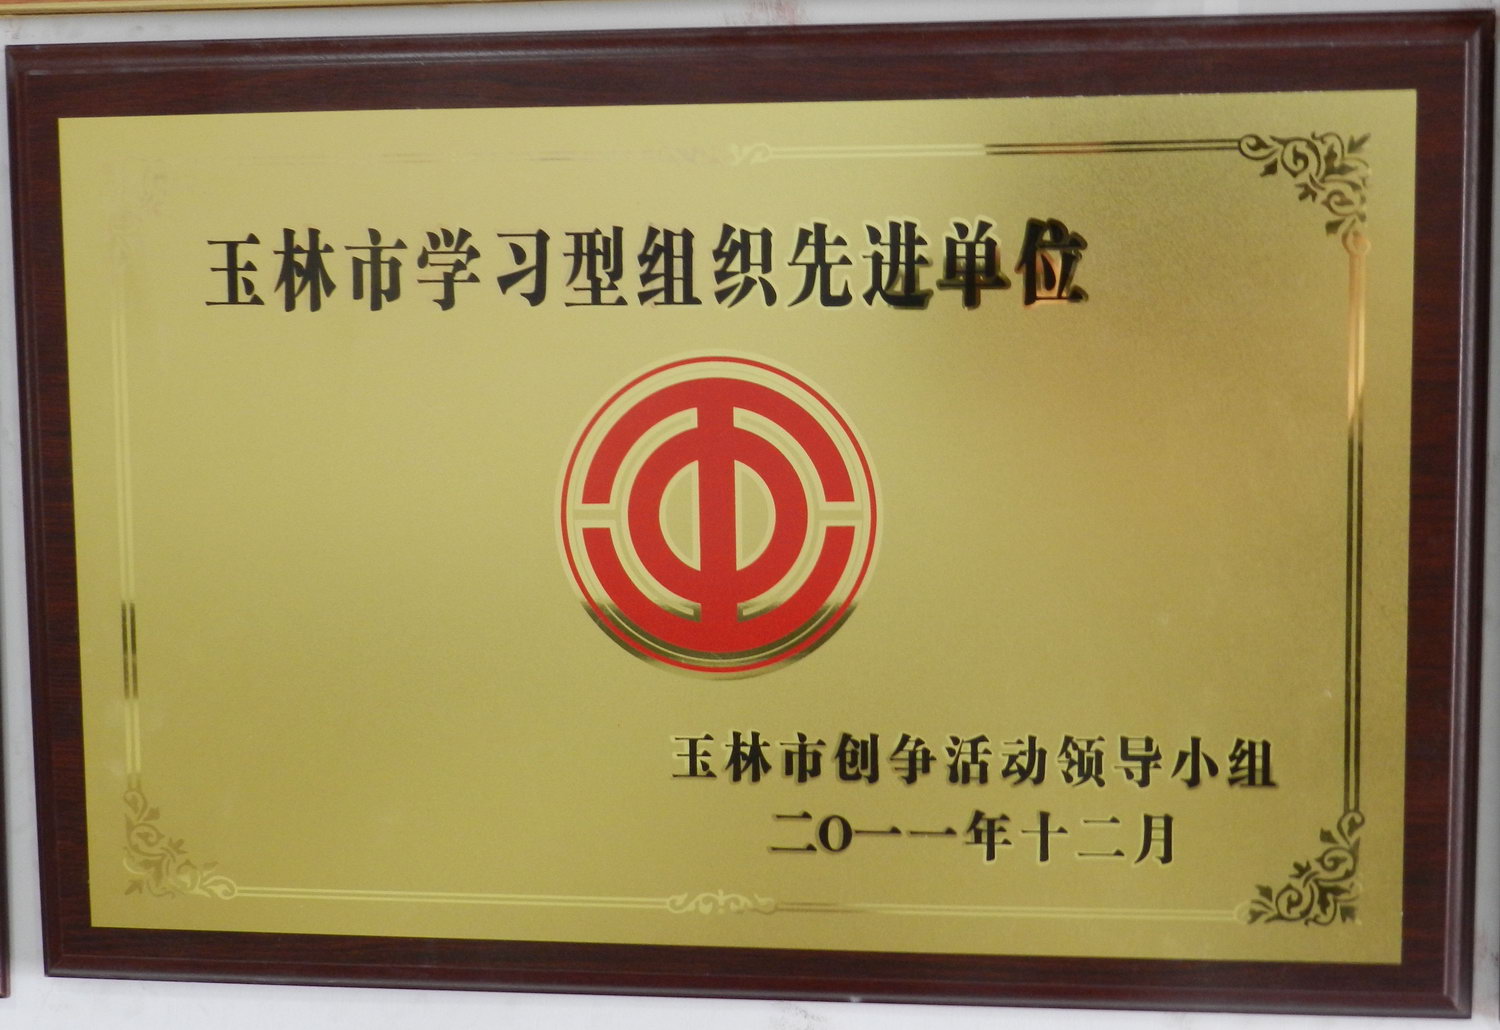 玉林市学习型组织先进单位
玉林市创争活动领导小组
二O一一年十二月